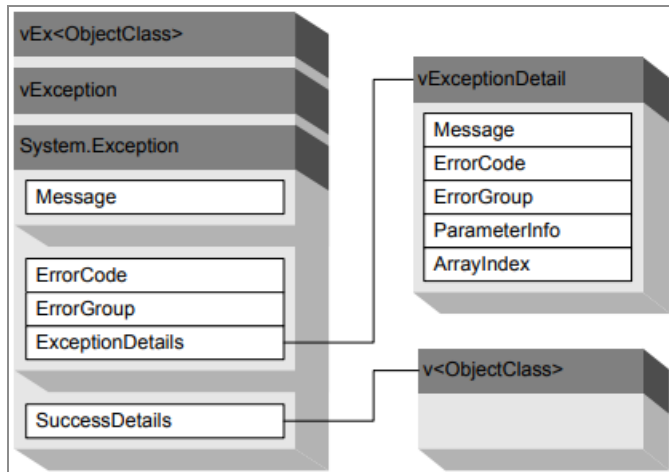 vEx<ObjectClass>
vException
System.Exception
Message
ErrorCode
ErrorGroup
ExceptionDetails
SuccessDetails
vExceptionDetail
Message
ErrorCode
ErrorGroup
ParameterInfo
ArrayIndex
v<ObjectClass>